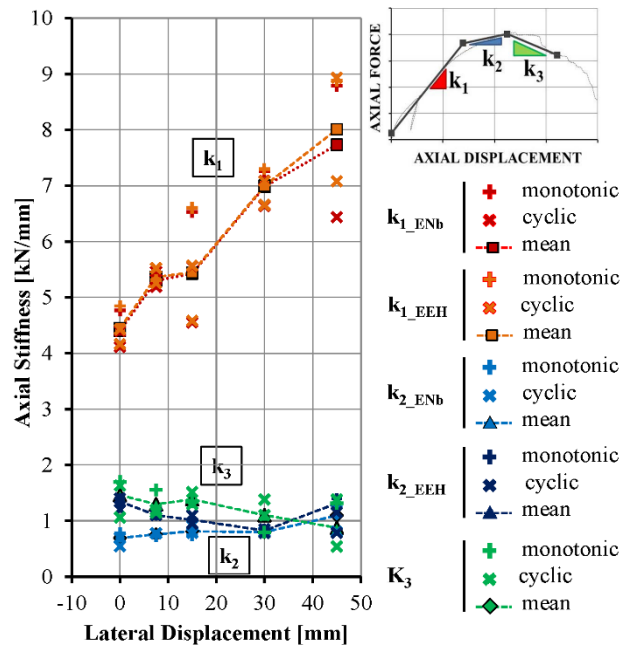 Axial Stiffness [kN/mm]
10
9
8
7
6
5
4
3
2
1
0
-10 0 10 20 30 40 50
Lateral Displacement [mm]
k1
k3
k2
AXIAL FORCE
k1
k2
k3
AXIAL DISPLACEMENT
k1_ENb
monotonic
cyclic
mean
k1_EEH
monotonic
cyclic
mean
k2_ENb
monotonic
cyclic
mean
k2_EEH
monotonic
cyclic
mean
K3
monotonic
cyclic
mean